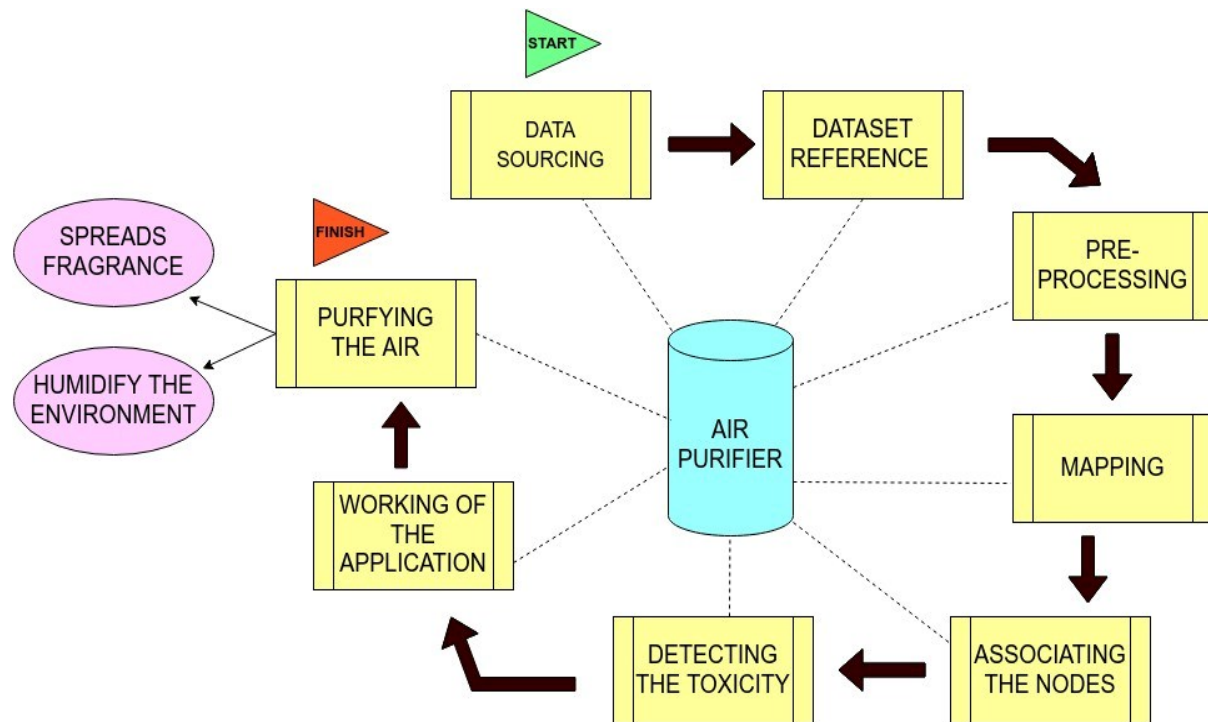 START
DATA
SOURCING
DATASET
REFERENCE
PRE-
PROCESSING
MAPPING
ASSOCIATING
THE NODES
DETECTING
THE TOXICITY
WORKING OF
THE
APPLICATION
FINISH
PURFYING
THE AIR
SPREADS
FRAGRANCE
HUMIDIFY THE
ENVIRONMENT
AIR
PURIFIER